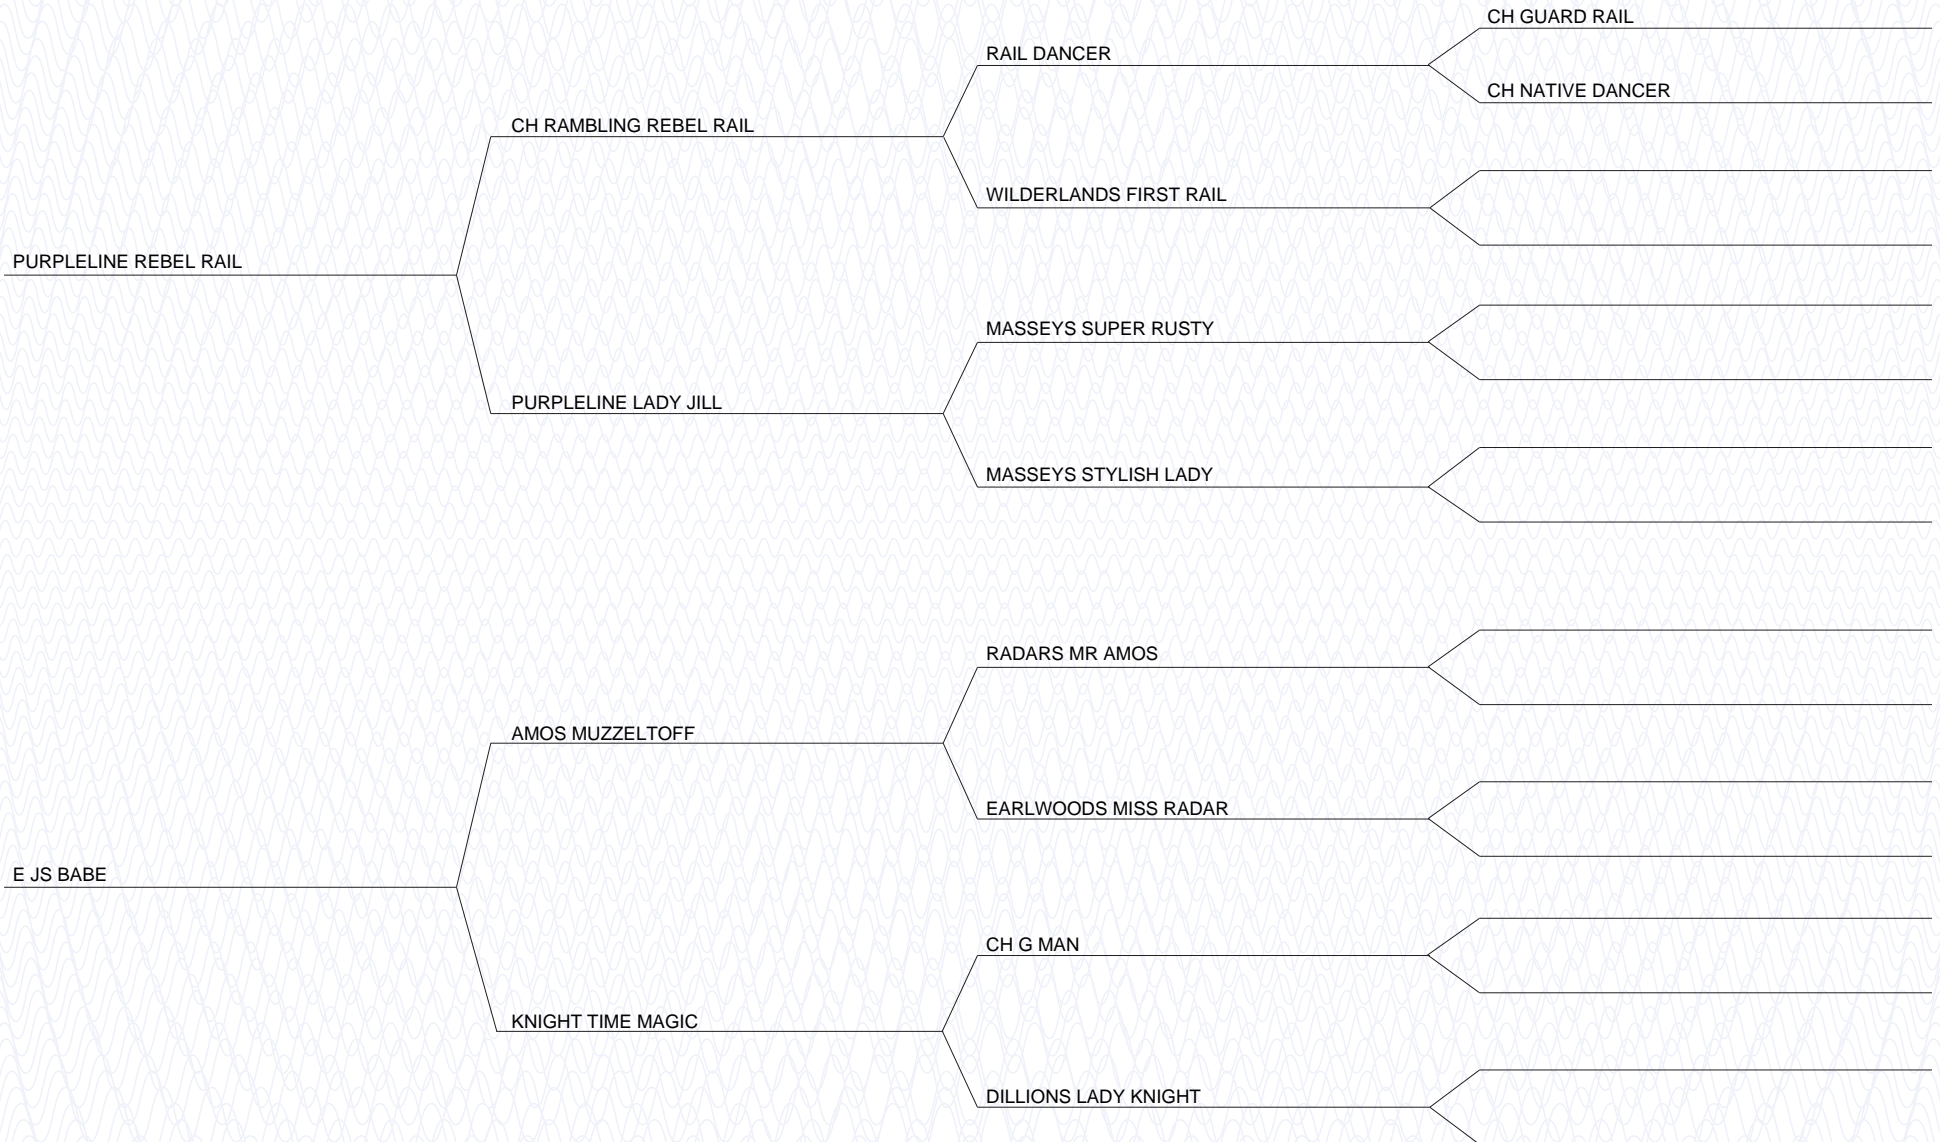 CH GUARD RAIL
RAIL DANCER
CH NATIVE DANCER
CH RAMBLING REBEL RAIL
WILDERLANDS FIRST RAIL
PURPLELINE REBEL RAIL
MASSEYS SUPER RUSTY
PURPLELINE LADY JILL
MASSEYS STYLISH LADY
RADARS MR AMOS
AMOS MUZZELTOFF
EARLWOODS MISS RADAR
E JS BABE
CH G MAN
KNIGHT TIME MAGIC
DILLIONS LADY KNIGHT